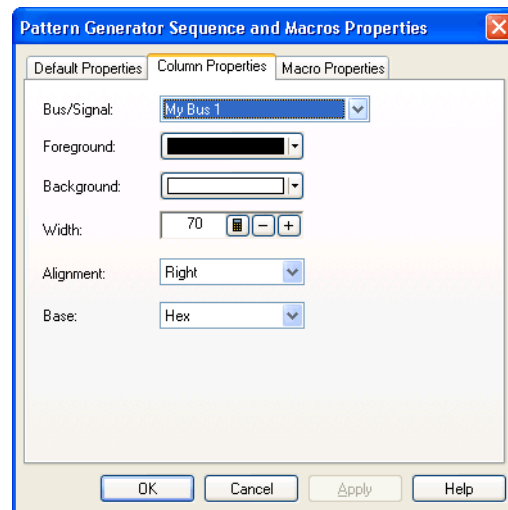 Pattern Generator Sequence and Macros Properties
Default Properties Column Properties Macro Properties
Bus/Signal: My Bus 1
Foreground:
Background:
Width: 70 - +
Alignment: Right
Base: Hex
OK Cancel Apply Help